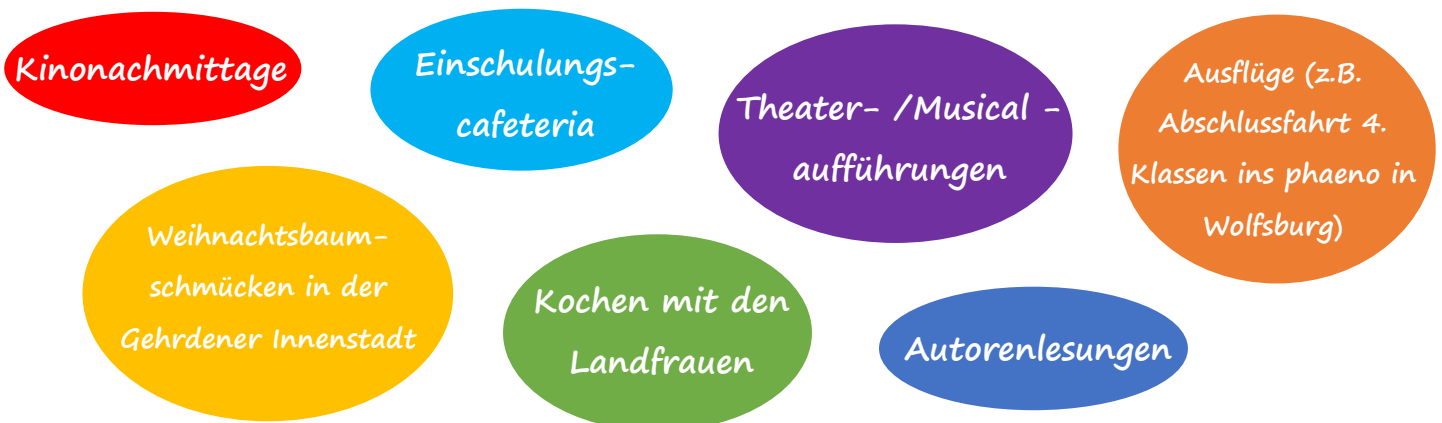 Kinonachmittage
Einschulungs-
cafeteria
Theater- /Musical -
aufführungen
Ausflüge (z.B.
Abschlussfahrt 4.
Klassen ins phaeno in
Wolfsburg)
Weihnachtsbaum-
schmücken in der
Gehrdener Innenstadt
Kochen mit den
Landfrauen
Autorenlesungen